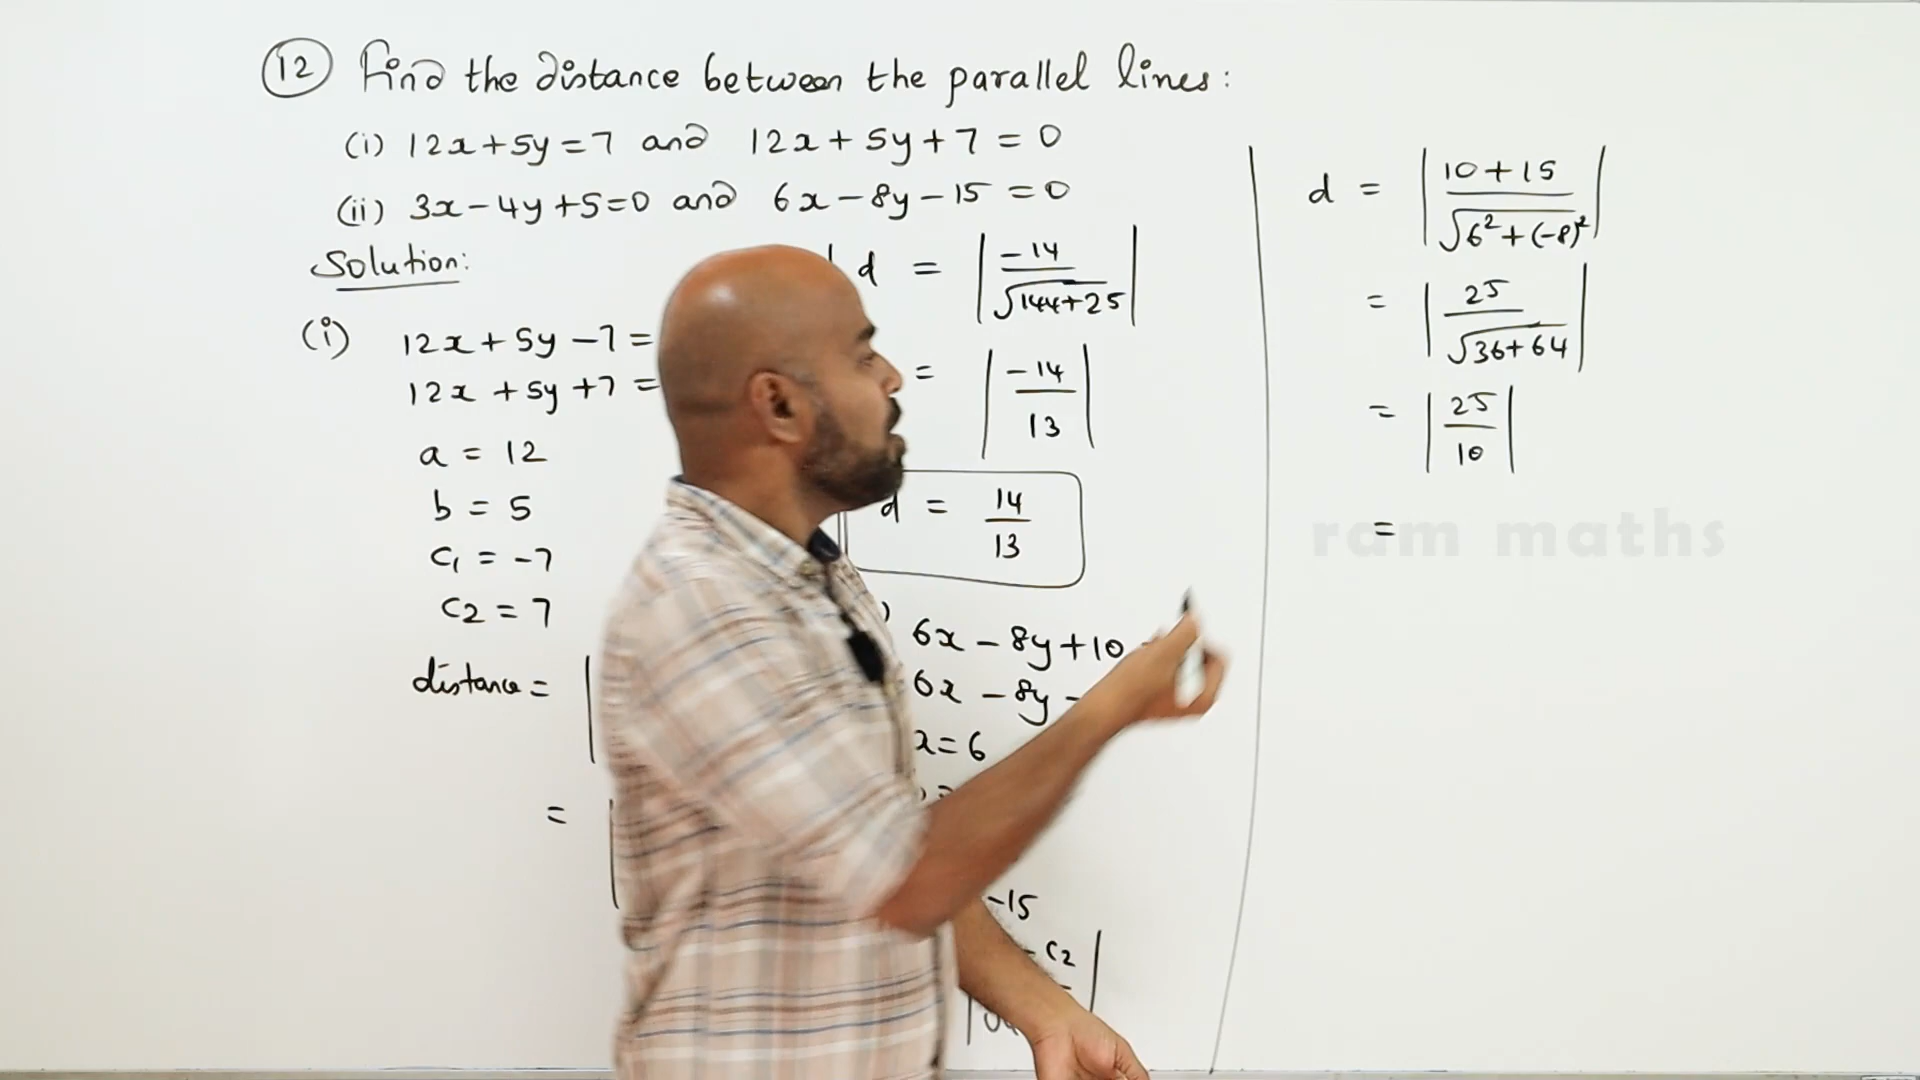 12 Find the distance between the parallel lines:
(i) 12x+5y=7 and 12x+5y+7=0
(ii) 3x-4y+5=0 and 6x-8y-15=0
Solution:
(i) 12x+5y-7=
12x+5y+7=
a = 12
b = 5
c₁ = -7
c2 = 7
distance = |
= |
d = |-14/√144+25|
= |-14/13|
d = 14/13
) 6x-8y+10
6x-8y-
=6
-15
-c2|
d = |10+15/√6²+(-8)²|
= |25/√36+64|
= |25/10|
=
ram maths